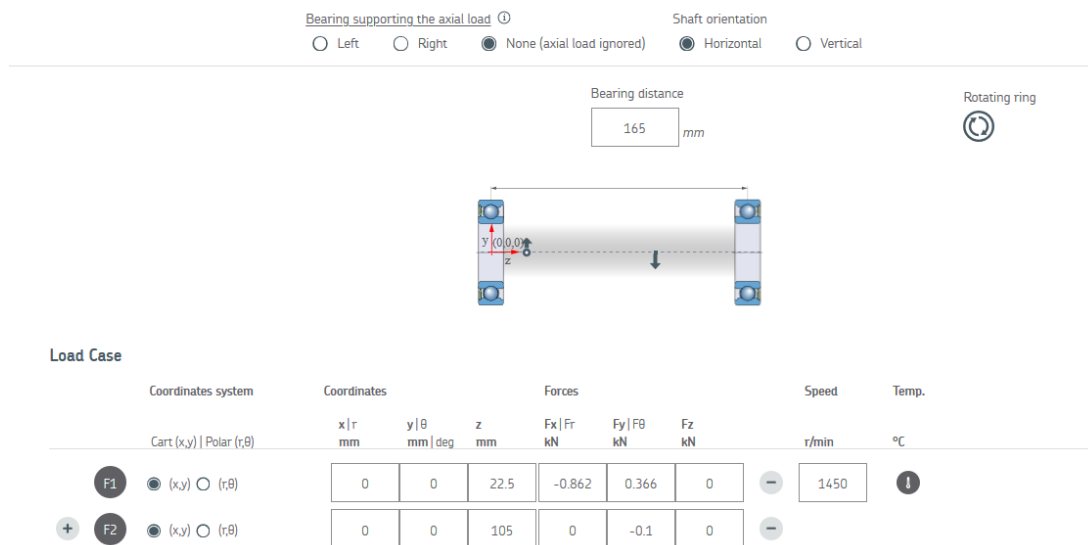 Bearing supporting the axial load Shaft orientation
Left Right None (axial load ignored) Horizontal Vertical
Bearing distance
Rotating ring
165 mm
y (0,0,0)
z
Load Case
Coordinates system Coordinates Forces Speed Temp.
x|r y|θ z Fx|Fr Fy|Fθ Fz
Cart (x,y) | Polar (r,θ) mm mm|deg mm kN kN kN r/min °C
F1 (x,y) (r,θ) 0 0 22.5 -0.862 0.366 0 − 1450
+ F2 (x,y) (r,θ) 0 0 105 0 -0.1 0 −